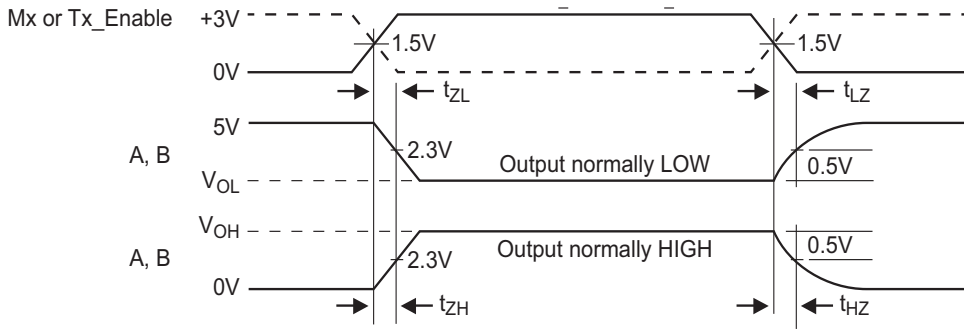 Mx or Tx_Enable
+3V
1.5V
1.5V
0V
tZL
tLZ
5V
A, B
2.3V
Output normally LOW
0.5V
VOL
VOH
A, B
2.3V
Output normally HIGH
0.5V
0V
tZH
tHZ